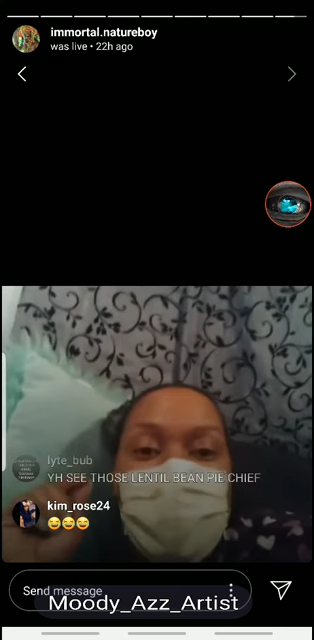 immortal.natureboy
was live • 22h ago
lyte_bub
YH SEE THOSE LENTIL BEAN PIE CHIEF
kim_rose24
😂😂😂
Send message
Moody_Azz_Artist